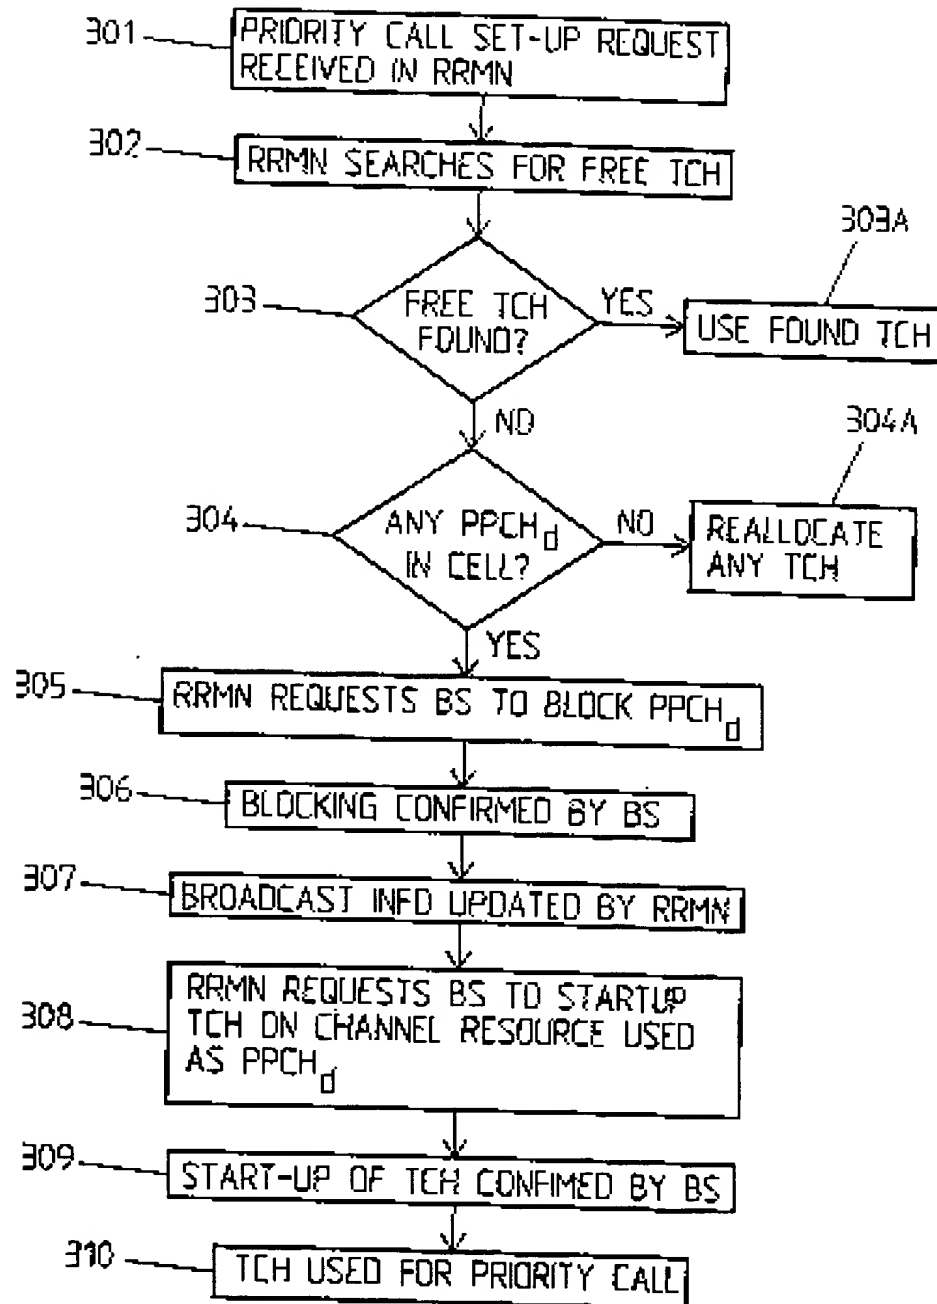 301
PRIORITY CALL SET-UP REQUEST
RECEIVED IN RRMN
302
RRMN SEARCHES FOR FREE TCH
303
FREE TCH
FOUND?
YES
303A
USE FOUND TCH
NO
304
ANY PPCHd
IN CELL?
NO
304A
REALLOCATE
ANY TCH
YES
305
RRMN REQUESTS BS TO BLOCK PPCHd
306
BLOCKING CONFIRMED BY BS
307
BROADCAST INFO UPDATED BY RRMN
308
RRMN REQUESTS BS TO STARTUP
TCH ON CHANNEL RESOURCE USED
AS PPCHd
309
START-UP OF TCH CONFIMED BY BS
310
TCH USED FOR PRIORITY CALL